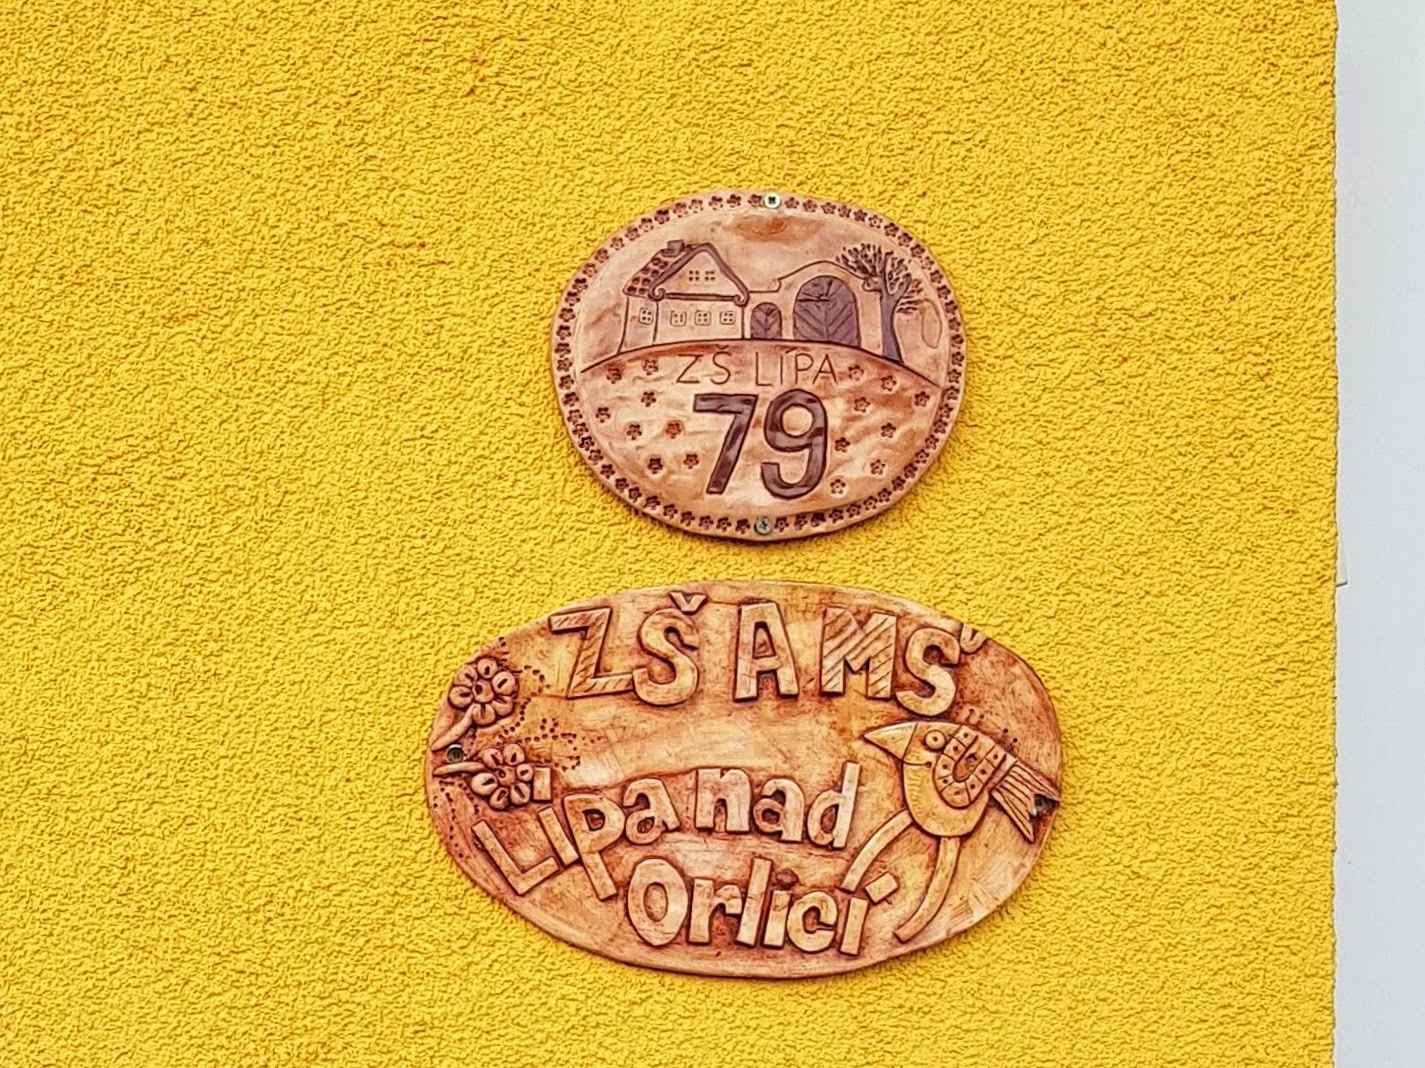 ZŠ LÍPA
79
ZŠ A MŠ
Lípa nad
Orlicí